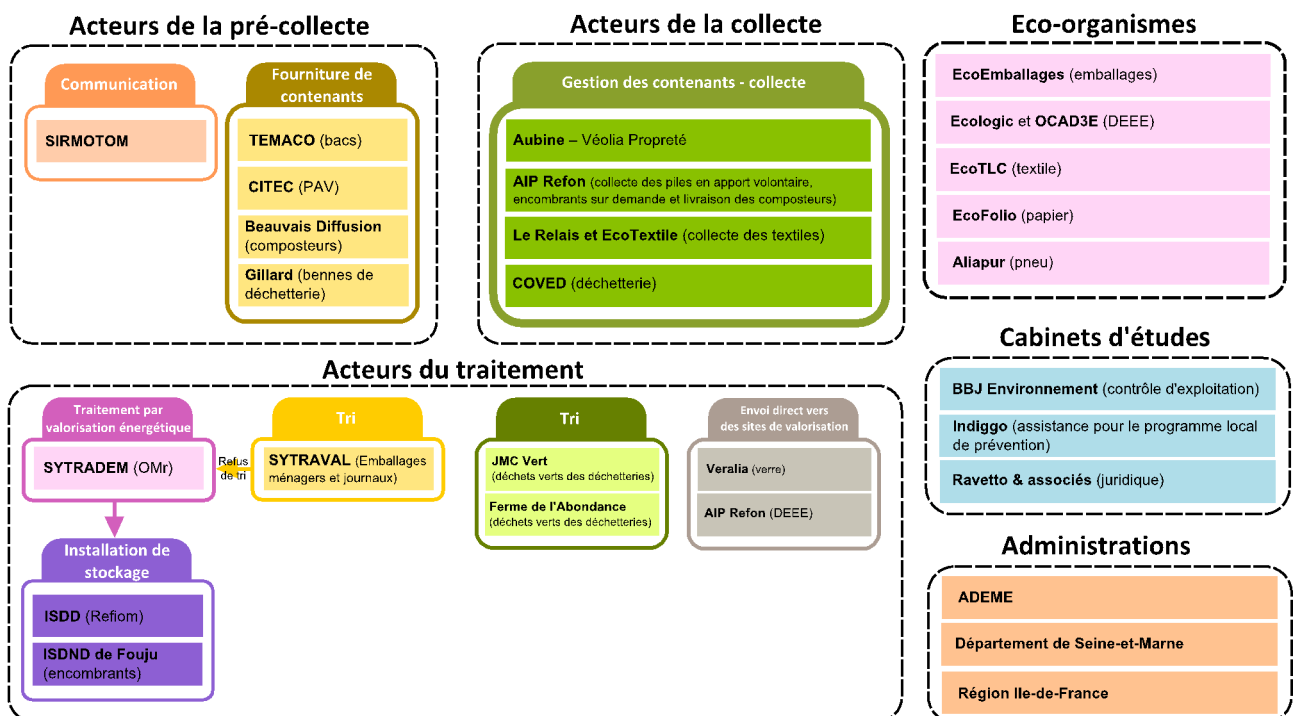 Acteurs de la pré-collecte
Communication
SIRMOTOM
Fourniture de
contenants
TEMACO (bacs)
CITEC (PAV)
Beauvais Diffusion
(composteurs)
Gillard (bennes de
déchetterie)
Acteurs de la collecte
Gestion des contenants - collecte
Aubine – Véolia Propreté
AIP Refon (collecte des piles en apport volontaire,
encombrants sur demande et livraison des composteurs)
Le Relais et EcoTextile (collecte des textiles)
COVED (déchetterie)
Eco-organismes
EcoEmballages (emballages)
Ecologic et OCAD3E (DEEE)
EcoTLC (textile)
EcoFolio (papier)
Aliapur (pneu)
Acteurs du traitement
Traitement par
valorisation énergétique
SYTRADEM (OMr)
Refus
de tri
Tri
SYTRAVAL (Emballages
ménagers et journaux)
Tri
JMC Vert
(déchets verts des déchetteries)
Ferme de l'Abondance
(déchets verts des déchetteries)
Envoi direct vers
des sites de valorisation
Veralia (verre)
AIP Refon (DEEE)
Installation de
stockage
ISDD (Refiom)
ISDND de Fouju
(encombrants)
Cabinets d'études
BBJ Environnement (contrôle d'exploitation)
Indiggo (assistance pour le programme local
de prévention)
Ravetto & associés (juridique)
Administrations
ADEME
Département de Seine-et-Marne
Région Ile-de-France